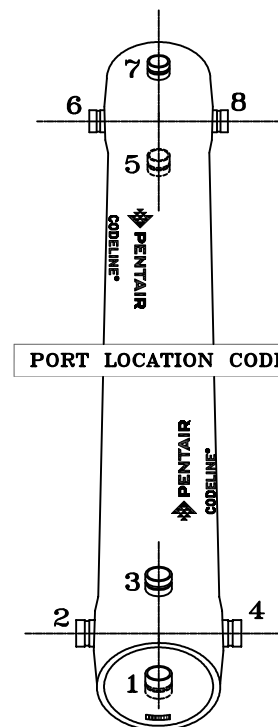 7
6 8
5
PENTAIR
CODELINE®
PORT LOCATION CODE
PENTAIR
CODELINE®
3
2 4
1